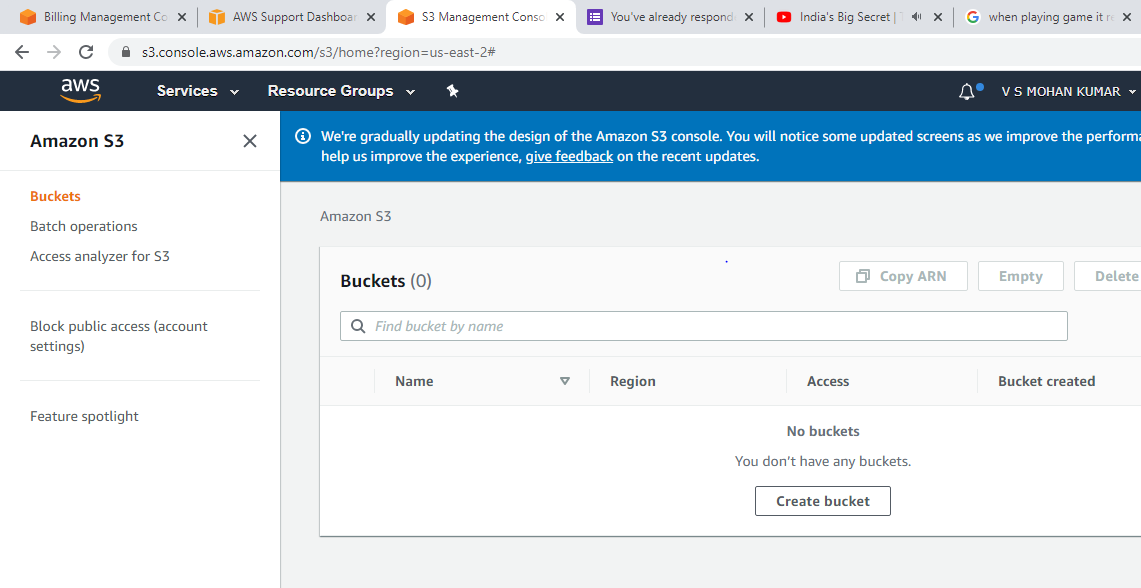 Billing Management Co
AWS Support Dashboar
S3 Management Conso
You've already respond
India's Big Secret |
when playing game it r
s3.console.aws.amazon.com/s3/home?region=us-east-2#
aws
Services
Resource Groups
V S MOHAN KUMAR
Amazon S3
Buckets
Batch operations
Access analyzer for S3
Block public access (account
settings)
Feature spotlight
We're gradually updating the design of the Amazon S3 console. You will notice some updated screens as we improve the performa
help us improve the experience, give feedback on the recent updates.
Amazon S3
Buckets (0)
Copy ARN
Empty
Delete
Find bucket by name
Name
Region
Access
Bucket created
No buckets
You don't have any buckets.
Create bucket